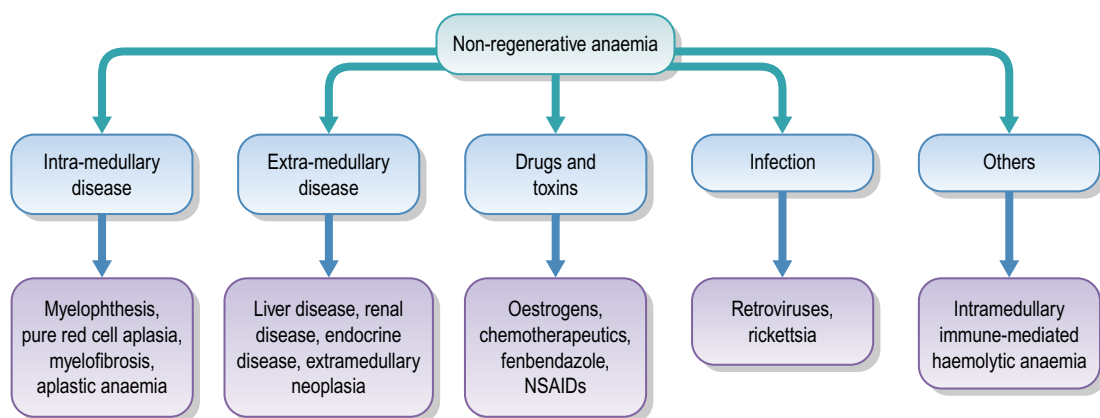 Non-regenerative anaemia
Intra-medullary
disease
Extra-medullary
disease
Drugs and
toxins
Infection
Others
Myelophthesis,
pure red cell aplasia,
myelofibrosis,
aplastic anaemia
Liver disease, renal
disease, endocrine
disease, extramedullary
neoplasia
Oestrogens,
chemotherapeutics,
fenbendazole,
NSAIDs
Retroviruses,
rickettsia
Intramedullary
immune-mediated
haemolytic anaemia